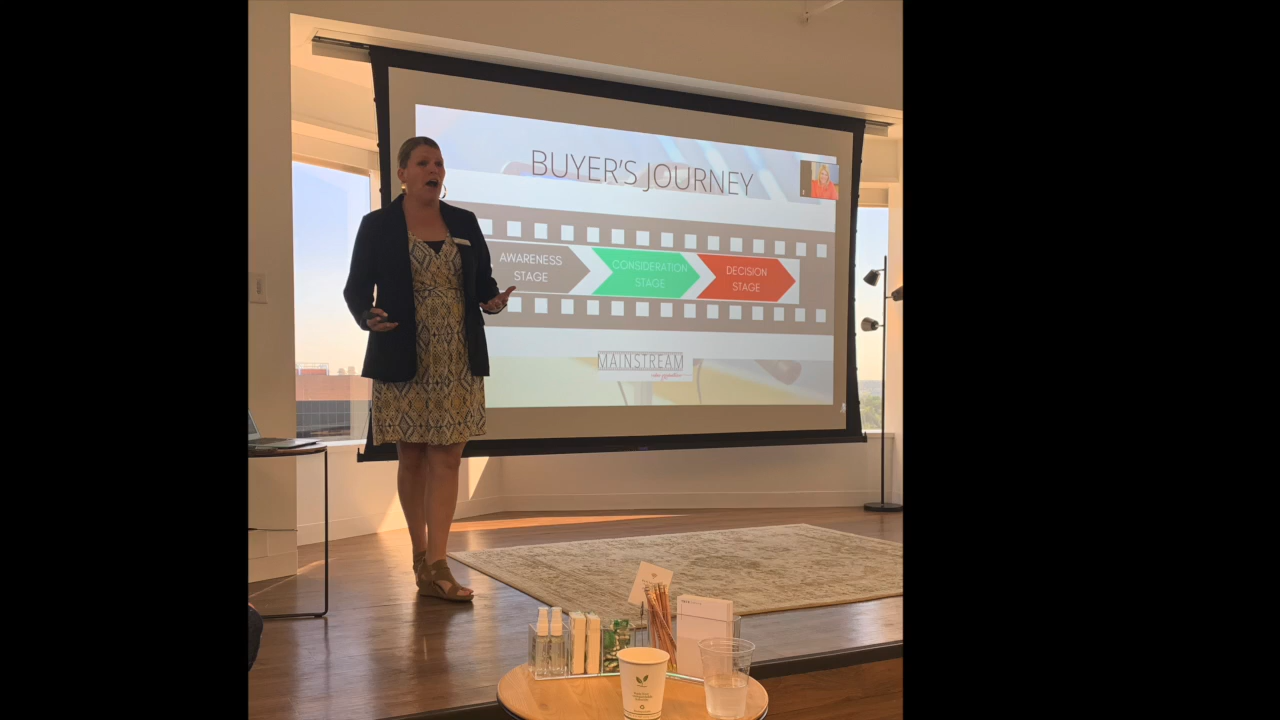 BUYER'S JOURNEY
AWARENESS
STAGE
CONSIDERATION
STAGE
DECISION
STAGE
MAINSTREAM